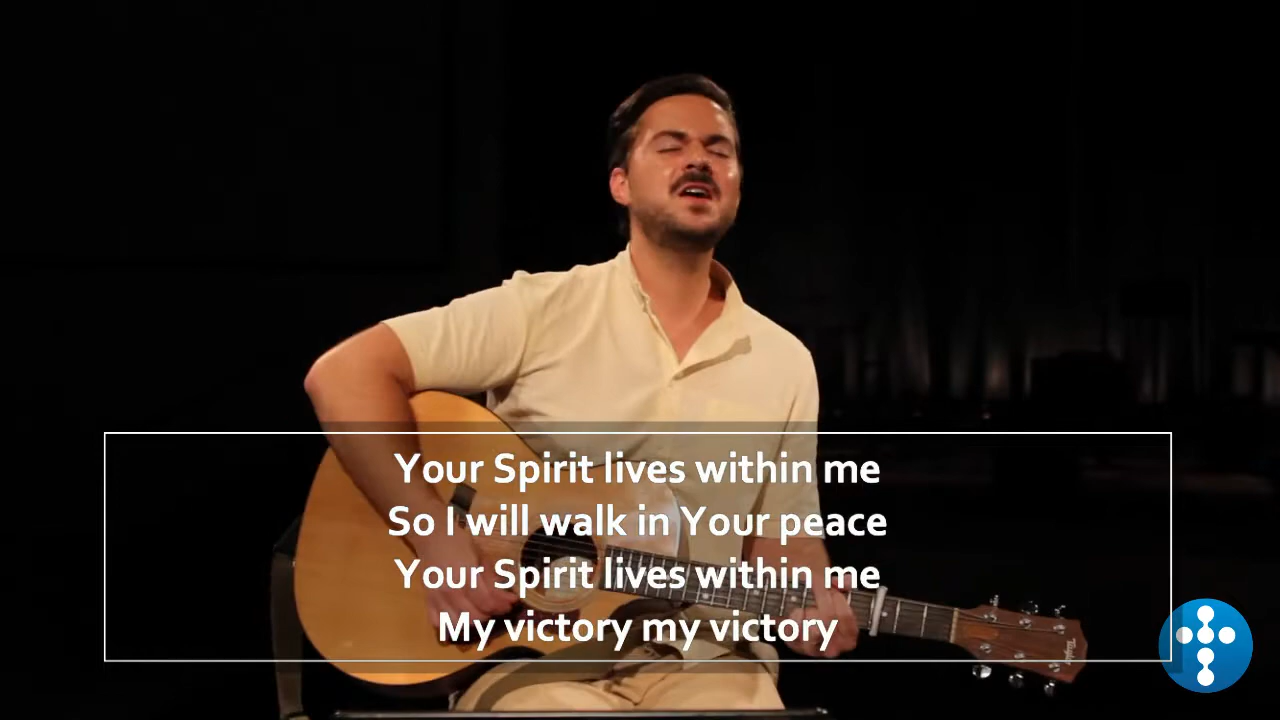 Your Spirit lives within me
So I will walk in Your peace
Your Spirit lives within me
My victory my victory
Taylor